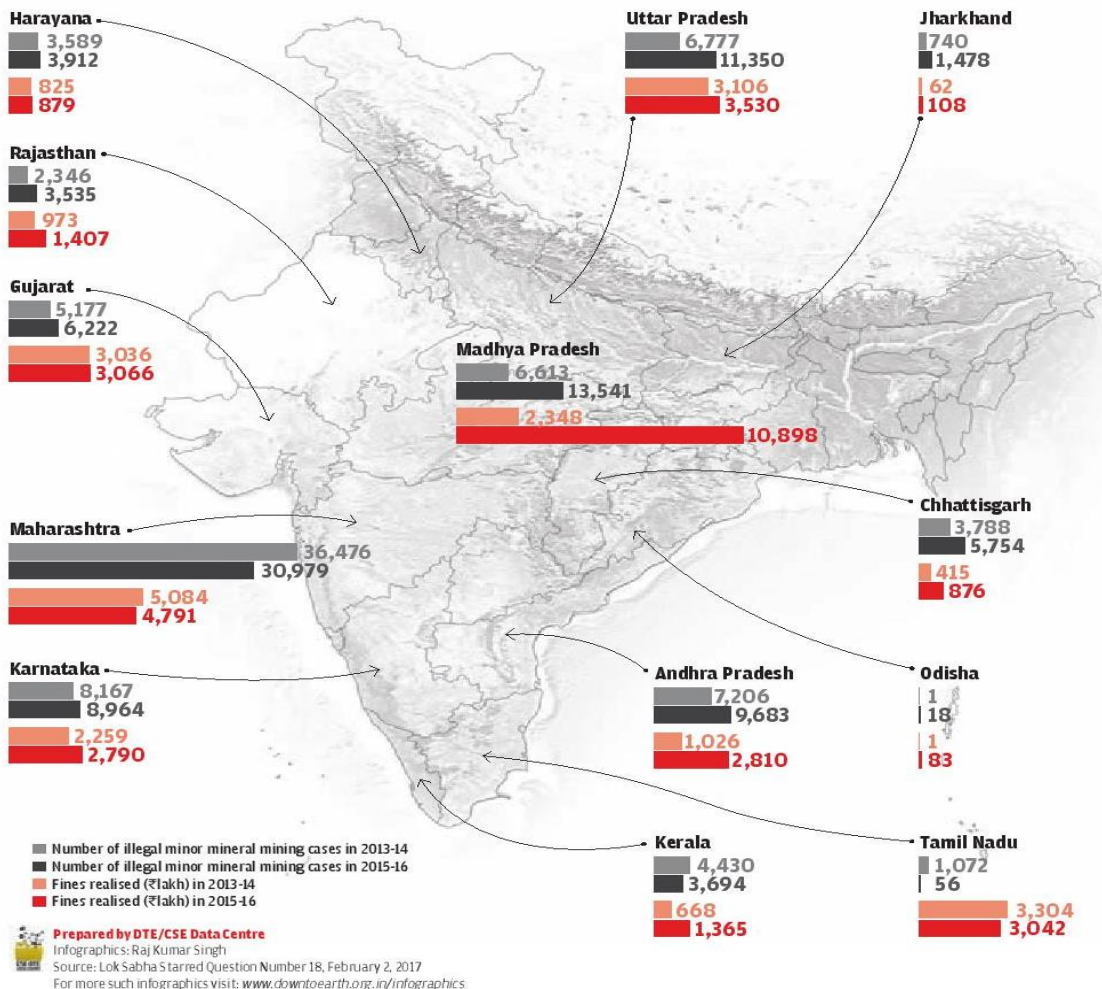 Harayana
3,589
3,912
825
879
Rajasthan
2,346
3,535
973
1,407
Gujarat
5,177
6,222
3,036
3,066
Maharashtra
36,476
30,979
5,084
4,791
Karnataka
8,167
8,964
2,259
2,790
Uttar Pradesh
6,777
11,350
3,106
3,530
Jharkhand
740
1,478
62
108
Madhya Pradesh
6,613
13,541
2,348
10,898
Chhattisgarh
3,788
5,754
415
876
Andhra Pradesh
7,206
9,683
1,026
2,810
Odisha
1
18
1
83
Kerala
4,430
3,694
668
1,365
Tamil Nadu
1,072
56
3,304
3,042
Number of illegal minor mineral mining cases in 2013-14
Number of illegal minor mineral mining cases in 2015-16
Fines realised (₹lakh) in 2013-14
Fines realised (₹lakh) in 2015-16
Prepared by DTE/CSE Data Centre
Infographics: Raj Kumar Singh
Source: Lok Sabha Starred Question Number 18, February 2, 2017
For more such infographics visit: www.downtoearth.org.in/infographics